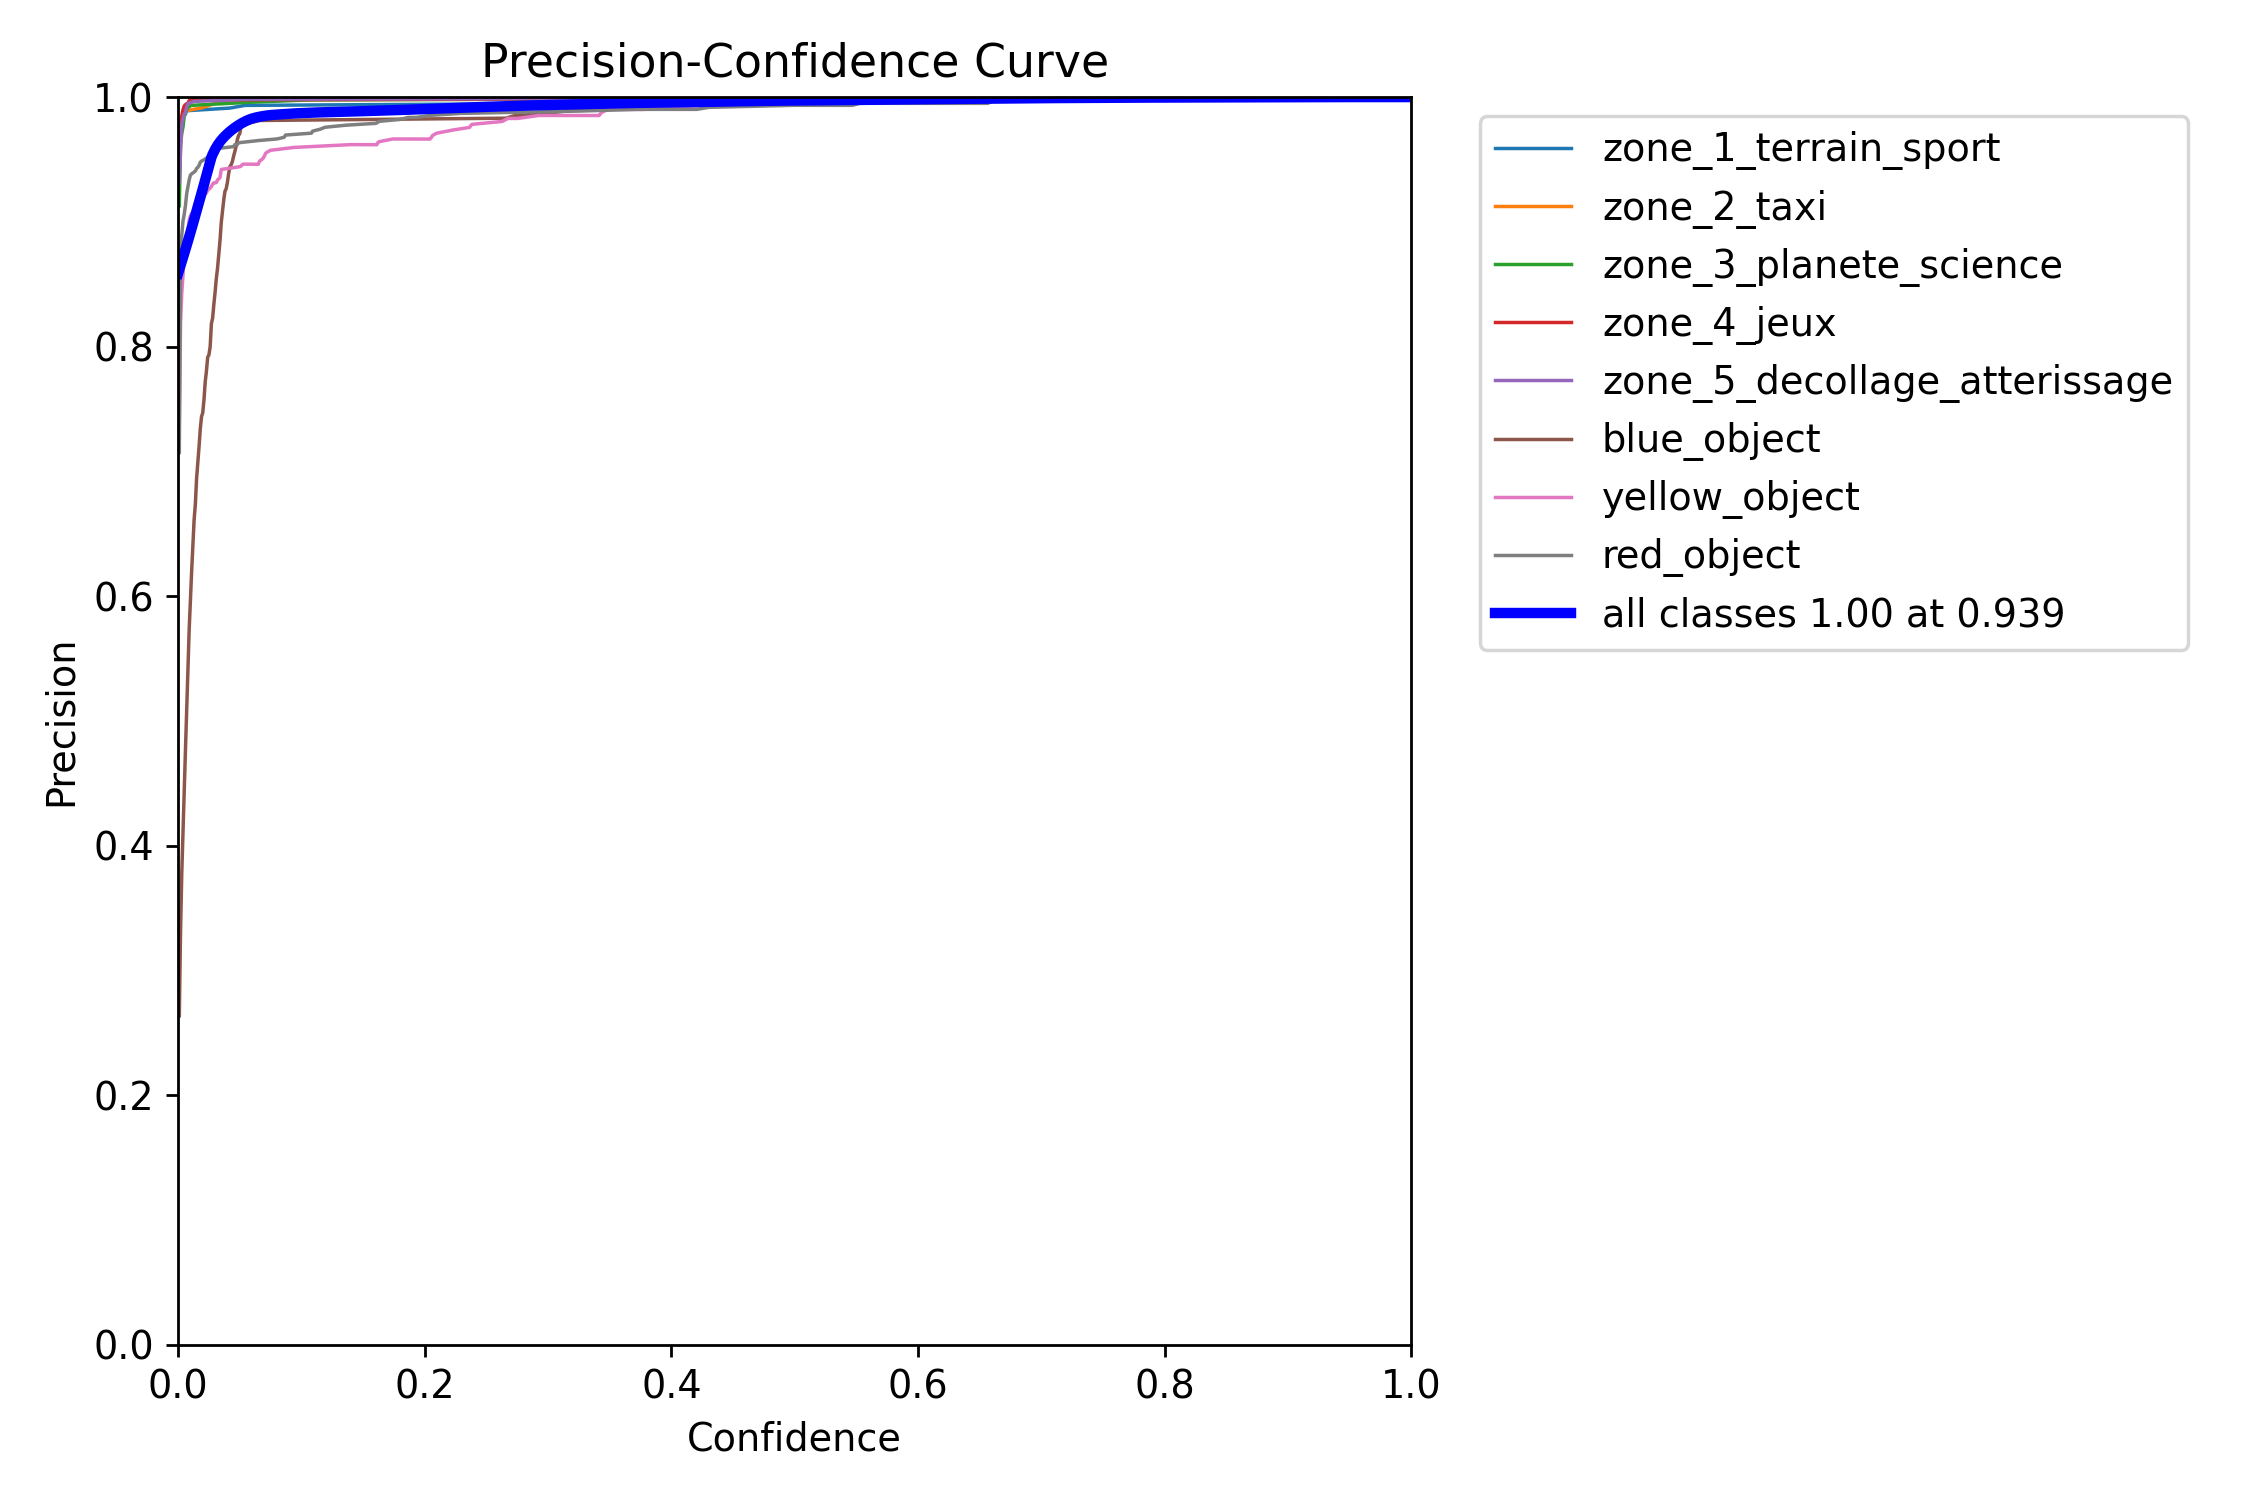 Precision-Confidence Curve
1.0
0.8
0.6
0.4
0.2
0.0
Precision
0.0 0.2 0.4 0.6 0.8 1.0
Confidence
zone_1_terrain_sport
zone_2_taxi
zone_3_planete_science
zone_4_jeux
zone_5_decollage_atterissage
blue_object
yellow_object
red_object
all classes 1.00 at 0.939